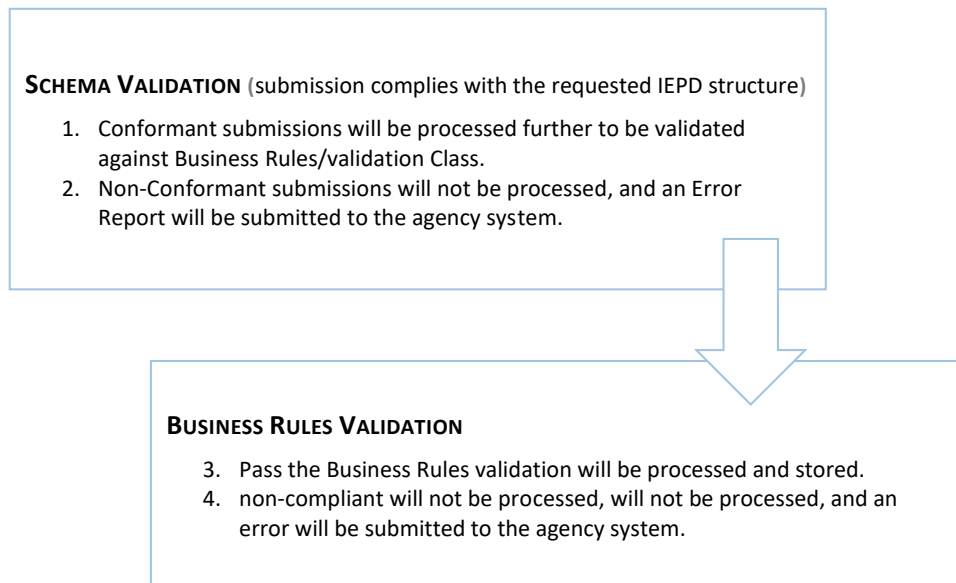 SCHEMA VALIDATION (submission complies with the requested IEPD structure)
1. Conformant submissions will be processed further to be validated
against Business Rules/validation Class.
2. Non-Conformant submissions will not be processed, and an Error
Report will be submitted to the agency system.
BUSINESS RULES VALIDATION
3. Pass the Business Rules validation will be processed and stored.
4. non-compliant will not be processed, will not be processed, and an
error will be submitted to the agency system.